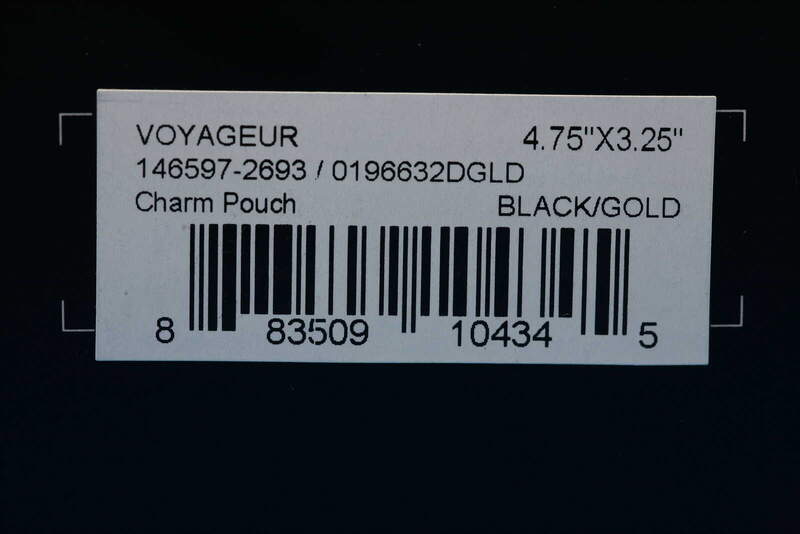 VOYAGEUR 4.75"X3.25"
146597-2693 / 0196632DGLD
Charm Pouch BLACK/GOLD
8 83509 10434 5